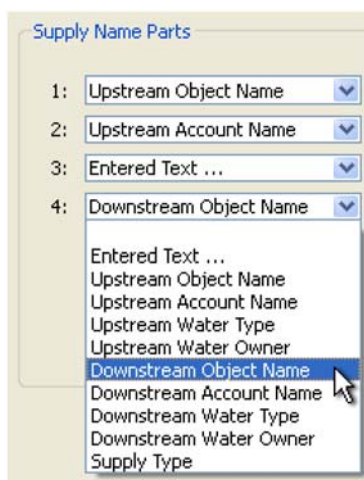 Supply Name Parts
1: Upstream Object Name
2: Upstream Account Name
3: Entered Text ...
4: Downstream Object Name
Entered Text ...
Upstream Object Name
Upstream Account Name
Upstream Water Type
Upstream Water Owner
Downstream Object Name
Downstream Account Name
Downstream Water Type
Downstream Water Owner
Supply Type